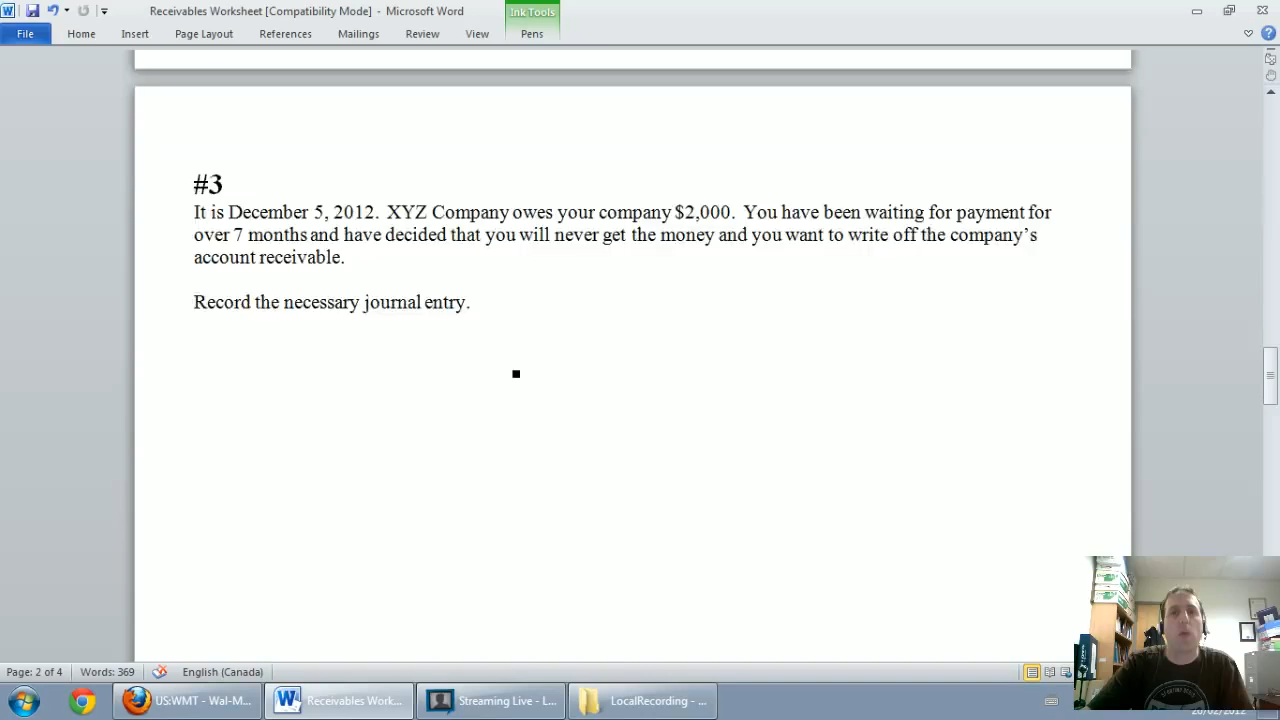 Receivables Worksheet [Compatibility Mode] - Microsoft Word
Ink Tools
File Home Insert Page Layout References Mailings Review View Pens
#3
It is December 5, 2012. XYZ Company owes your company $2,000. You have been waiting for payment for
over 7 months and have decided that you will never get the money and you want to write off the company's
account receivable.
Record the necessary journal entry.
Page: 2 of 4 Words: 369 English (Canada)
US:WMT - Wal-M... Receivables Work... Streaming Live - L... LocalRecording - ...
20/02/2012